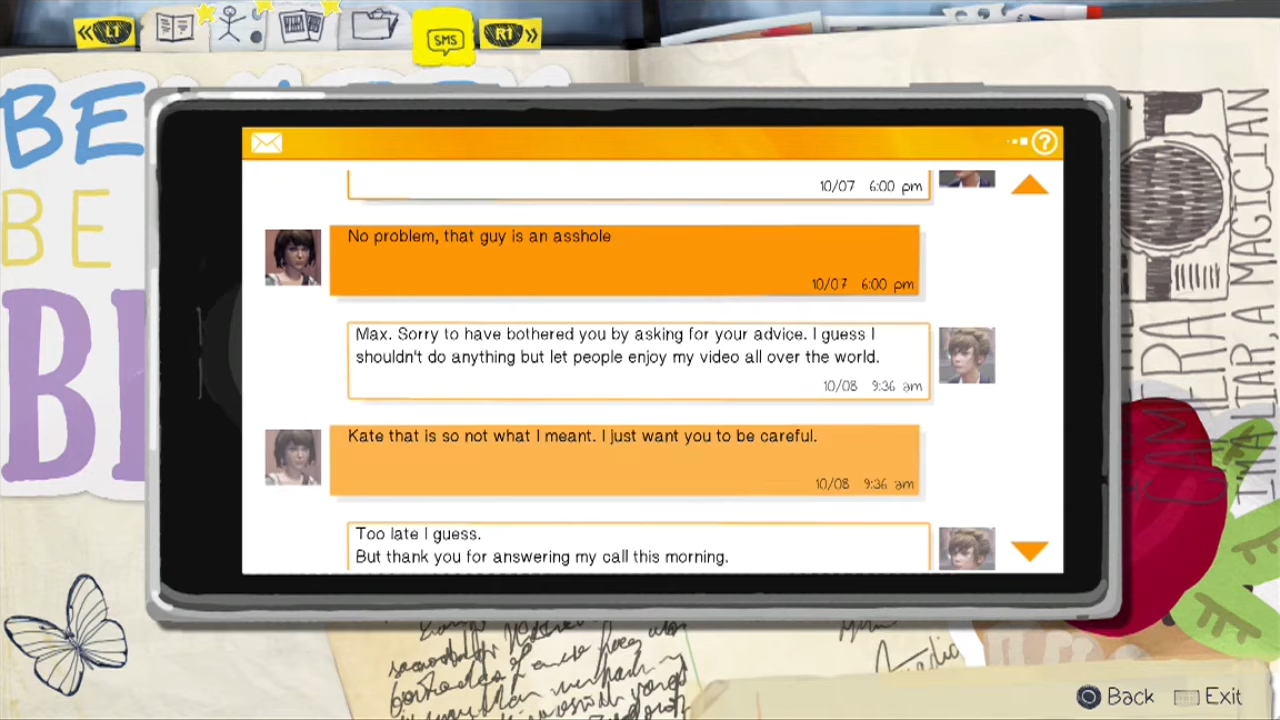 L1
SMS
R1
BE
BE
10/07 6:00 pm
No problem, that guy is an asshole
10/07 6:00 pm
Max. Sorry to have bothered you by asking for your advice. I guess I
shouldn't do anything but let people enjoy my video all over the world.
10/08 9:36 am
Kate that is so not what I meant. I just want you to be careful.
10/08 9:36 am
Too late I guess.
But thank you for answering my call this morning.
Back
Exit